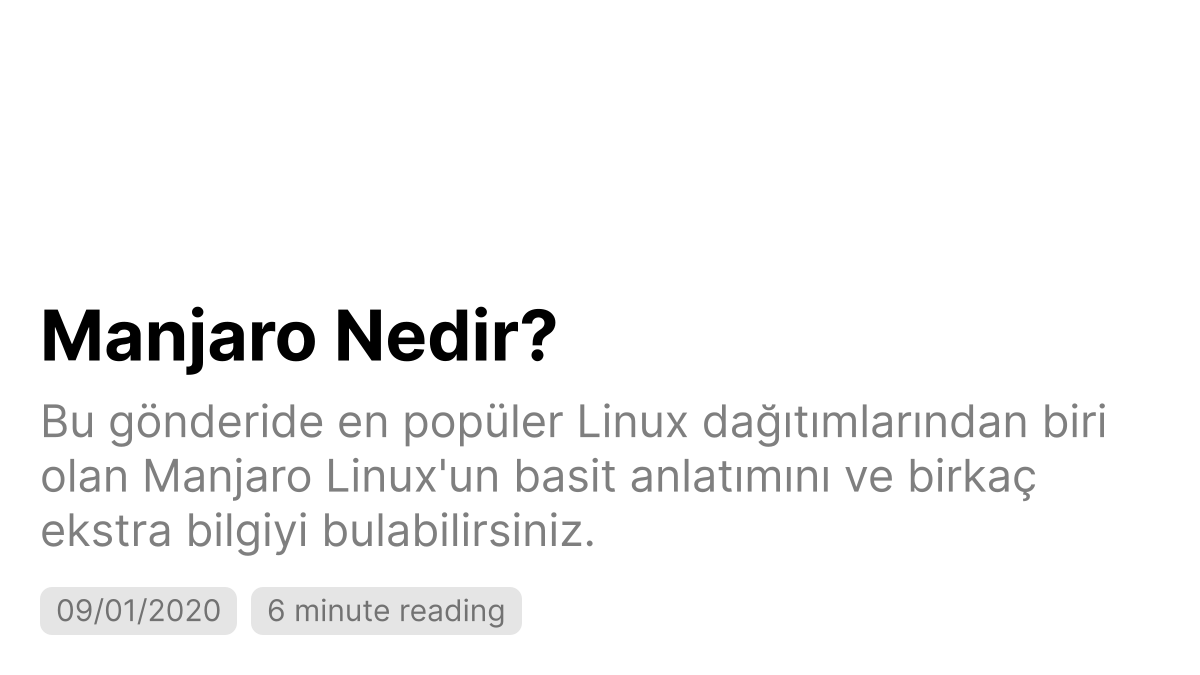 Manjaro Nedir?
Bu gönderide en popüler Linux dağıtımlarından biri
olan Manjaro Linux'un basit anlatımını ve birkaç
ekstra bilgiyi bulabilirsiniz.
09/01/2020 6 minute reading